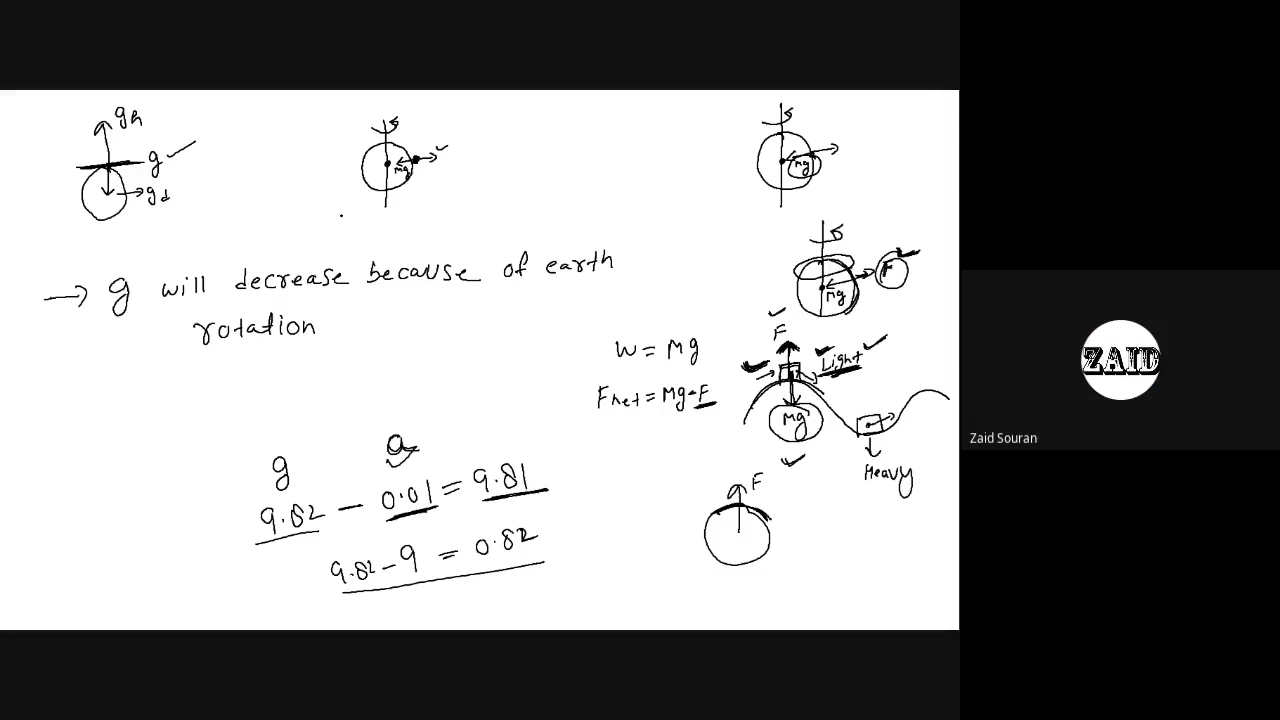 gh
g
gd
Mg
Mg
→ g will decrease because of earth
rotation
Mg
F
F
W = Mg
Light
Fnet = Mg-F
Mg
Heavy
g
a
9.82 - 0.01 = 9.81
9.82 - 9 = 0.82
F
ZAID
Zaid Souran